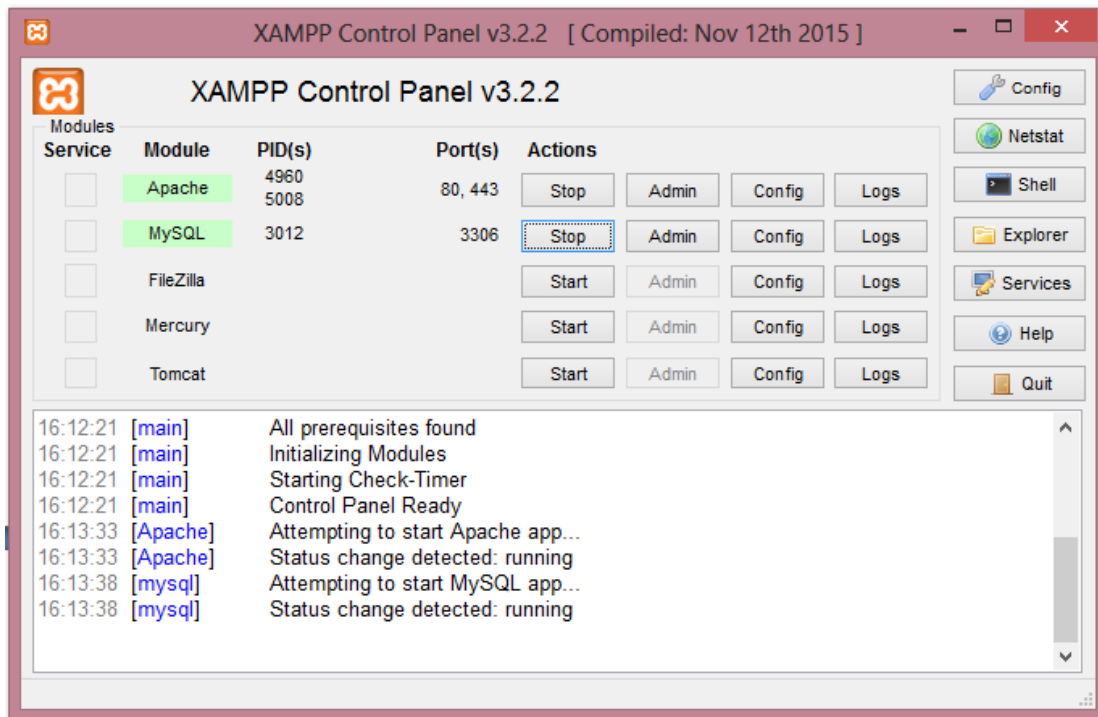 XAMPP Control Panel v3.2.2 [ Compiled: Nov 12th 2015 ]
XAMPP Control Panel v3.2.2
Config
Modules
Service Module PID(s) Port(s) Actions
Netstat
Apache 4960 5008 80, 443 Stop Admin Config Logs
Shell
MySQL 3012 3306 Stop Admin Config Logs
Explorer
FileZilla Start Admin Config Logs
Services
Mercury Start Admin Config Logs
Help
Tomcat Start Admin Config Logs
Quit
16:12:21 [main] All prerequisites found
16:12:21 [main] Initializing Modules
16:12:21 [main] Starting Check-Timer
16:12:21 [main] Control Panel Ready
16:13:33 [Apache] Attempting to start Apache app...
16:13:33 [Apache] Status change detected: running
16:13:38 [mysql] Attempting to start MySQL app...
16:13:38 [mysql] Status change detected: running